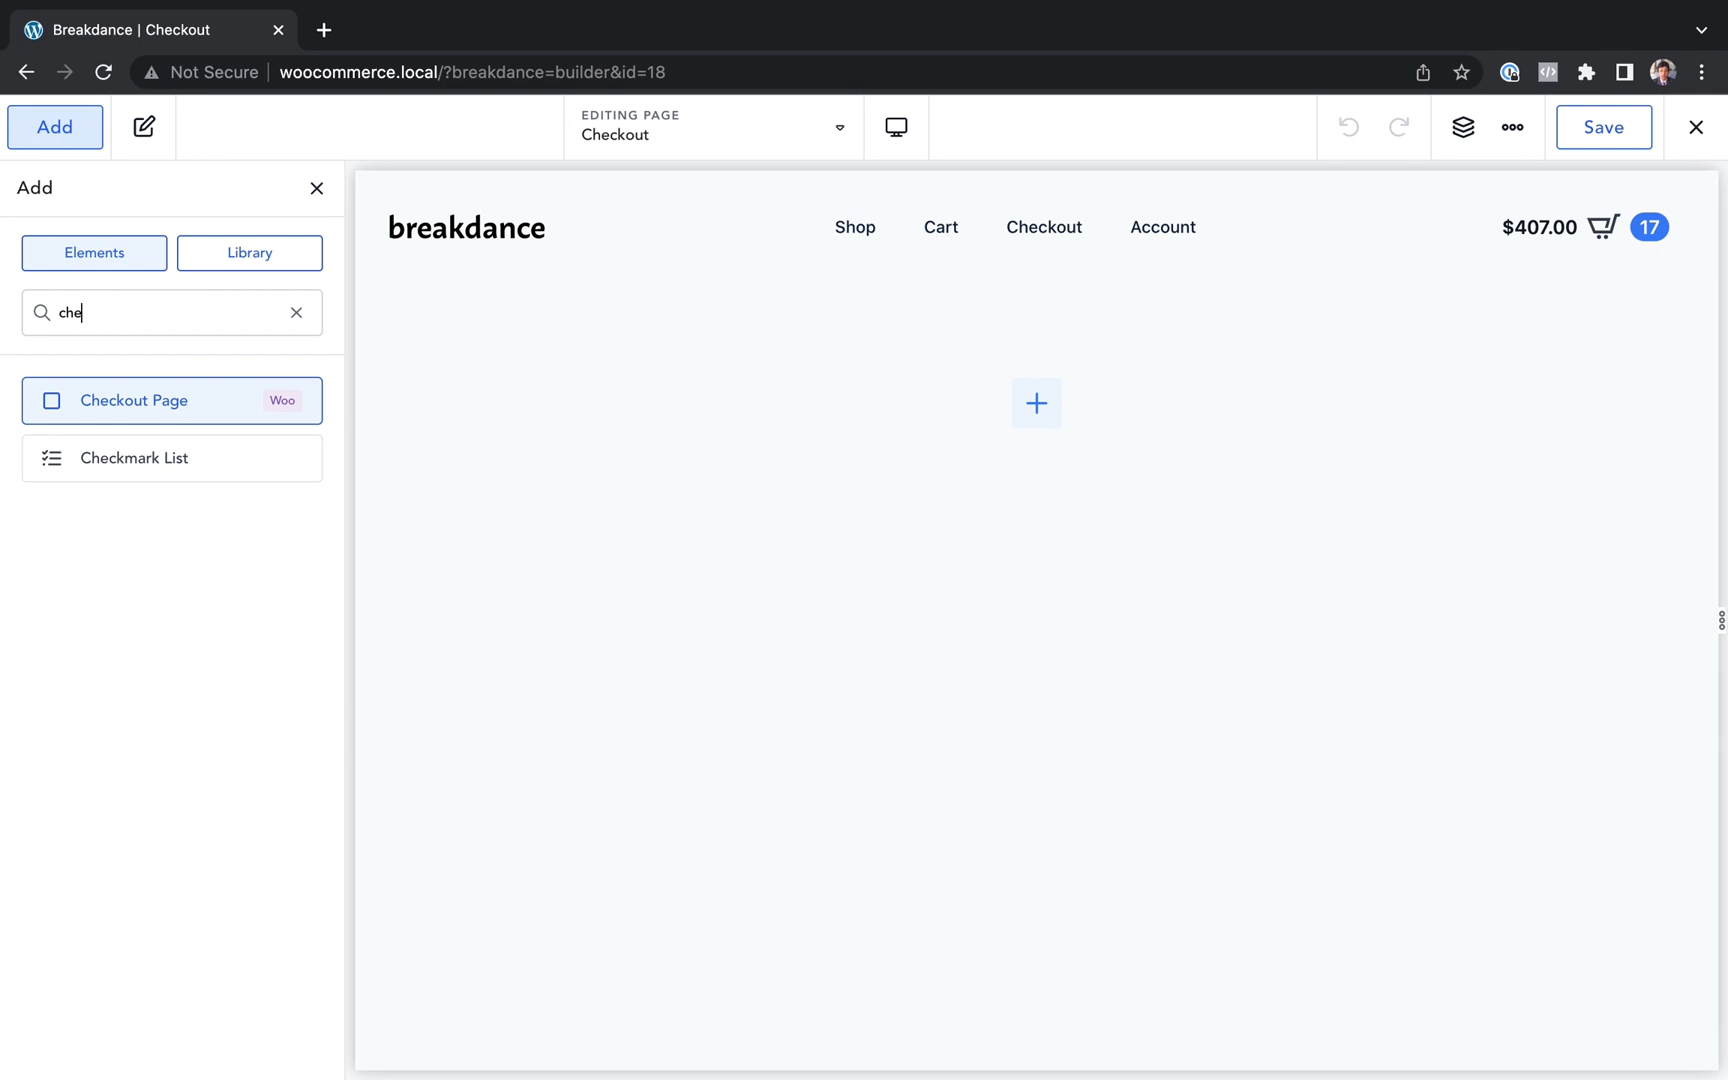 Breakdance | Checkout
Not Secure woocommerce.local/?breakdance=builder&id=18
Add
EDITING PAGE
Checkout
Save
Add
Elements Library
che
Checkout Page Woo
Checkmark List
breakdance Shop Cart Checkout Account $407.00 17